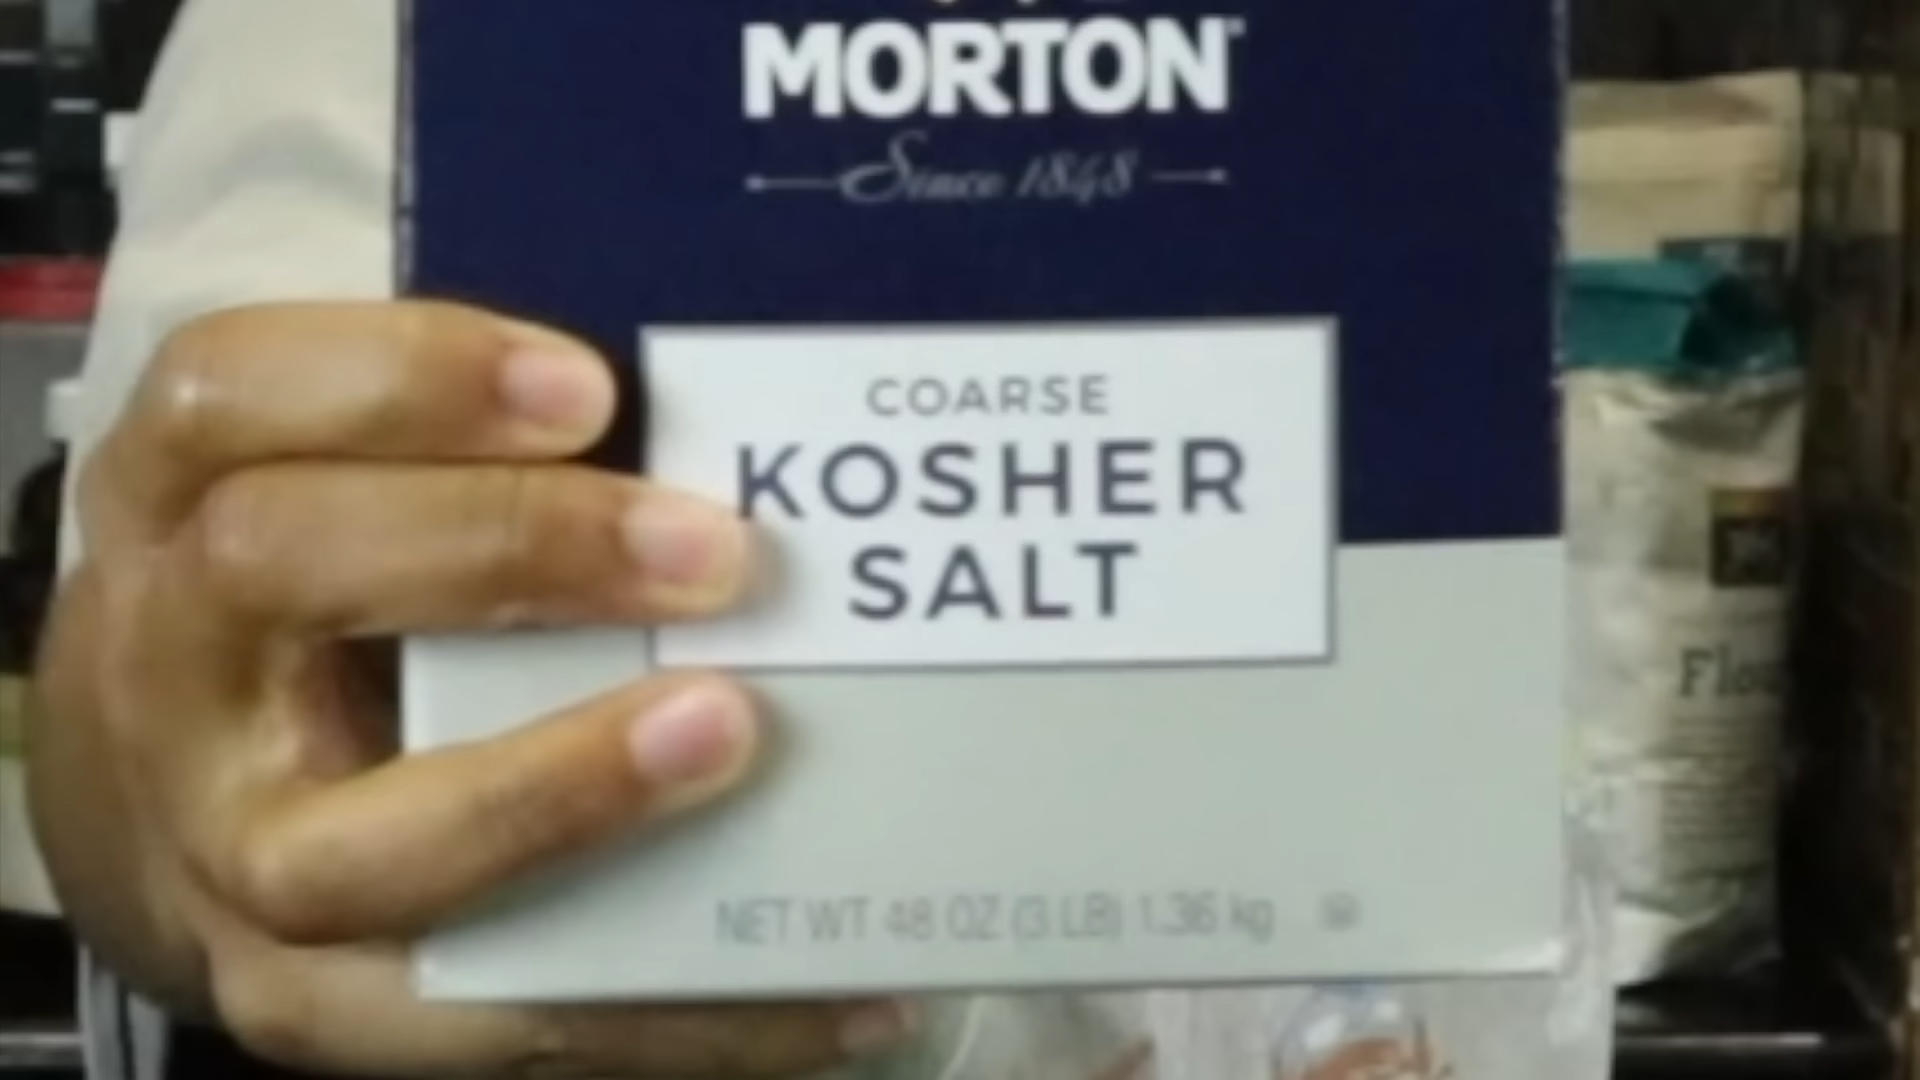 MORTON
Since 1848
COARSE
KOSHER
SALT
NET WT 48 OZ (3 LB) 1.36 kg